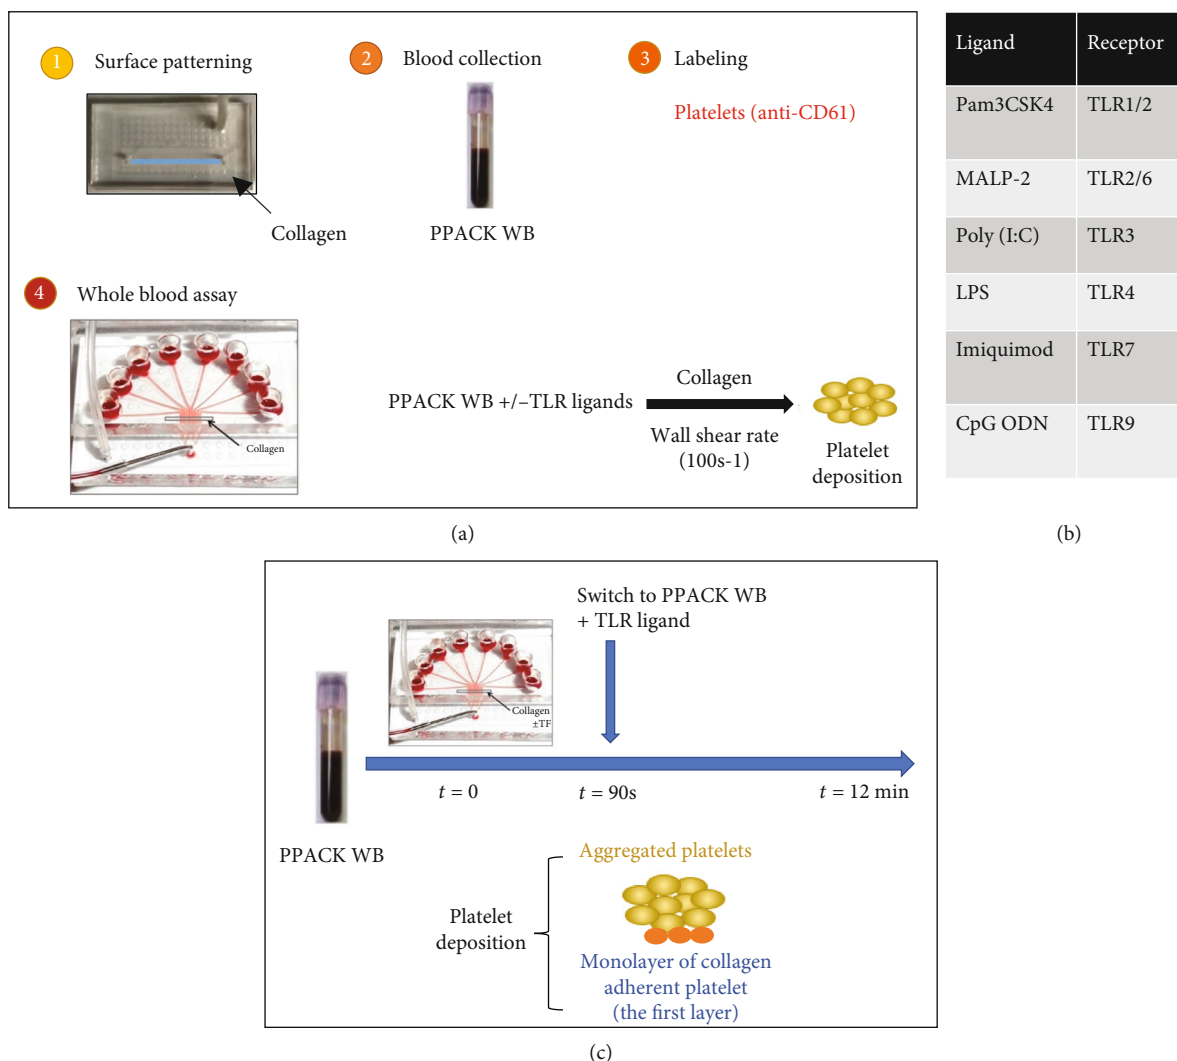 1 Surface patterning
Collagen
2 Blood collection
PPACK WB
3 Labeling
Platelets (anti-CD61)
4 Whole blood assay
Collagen
PPACK WB +/–TLR ligands
Collagen
Wall shear rate
(100s-1)
Platelet
deposition
(a)
Ligand Receptor
Pam3CSK4 TLR1/2
MALP-2 TLR2/6
Poly (I:C) TLR3
LPS TLR4
Imiquimod TLR7
CpG ODN TLR9
(b)
Switch to PPACK WB
+ TLR ligand
Collagen
±TF
PPACK WB
t = 0
t = 90s
t = 12 min
Platelet
deposition
Aggregated platelets
Monolayer of collagen
adherent platelet
(the first layer)
(c)